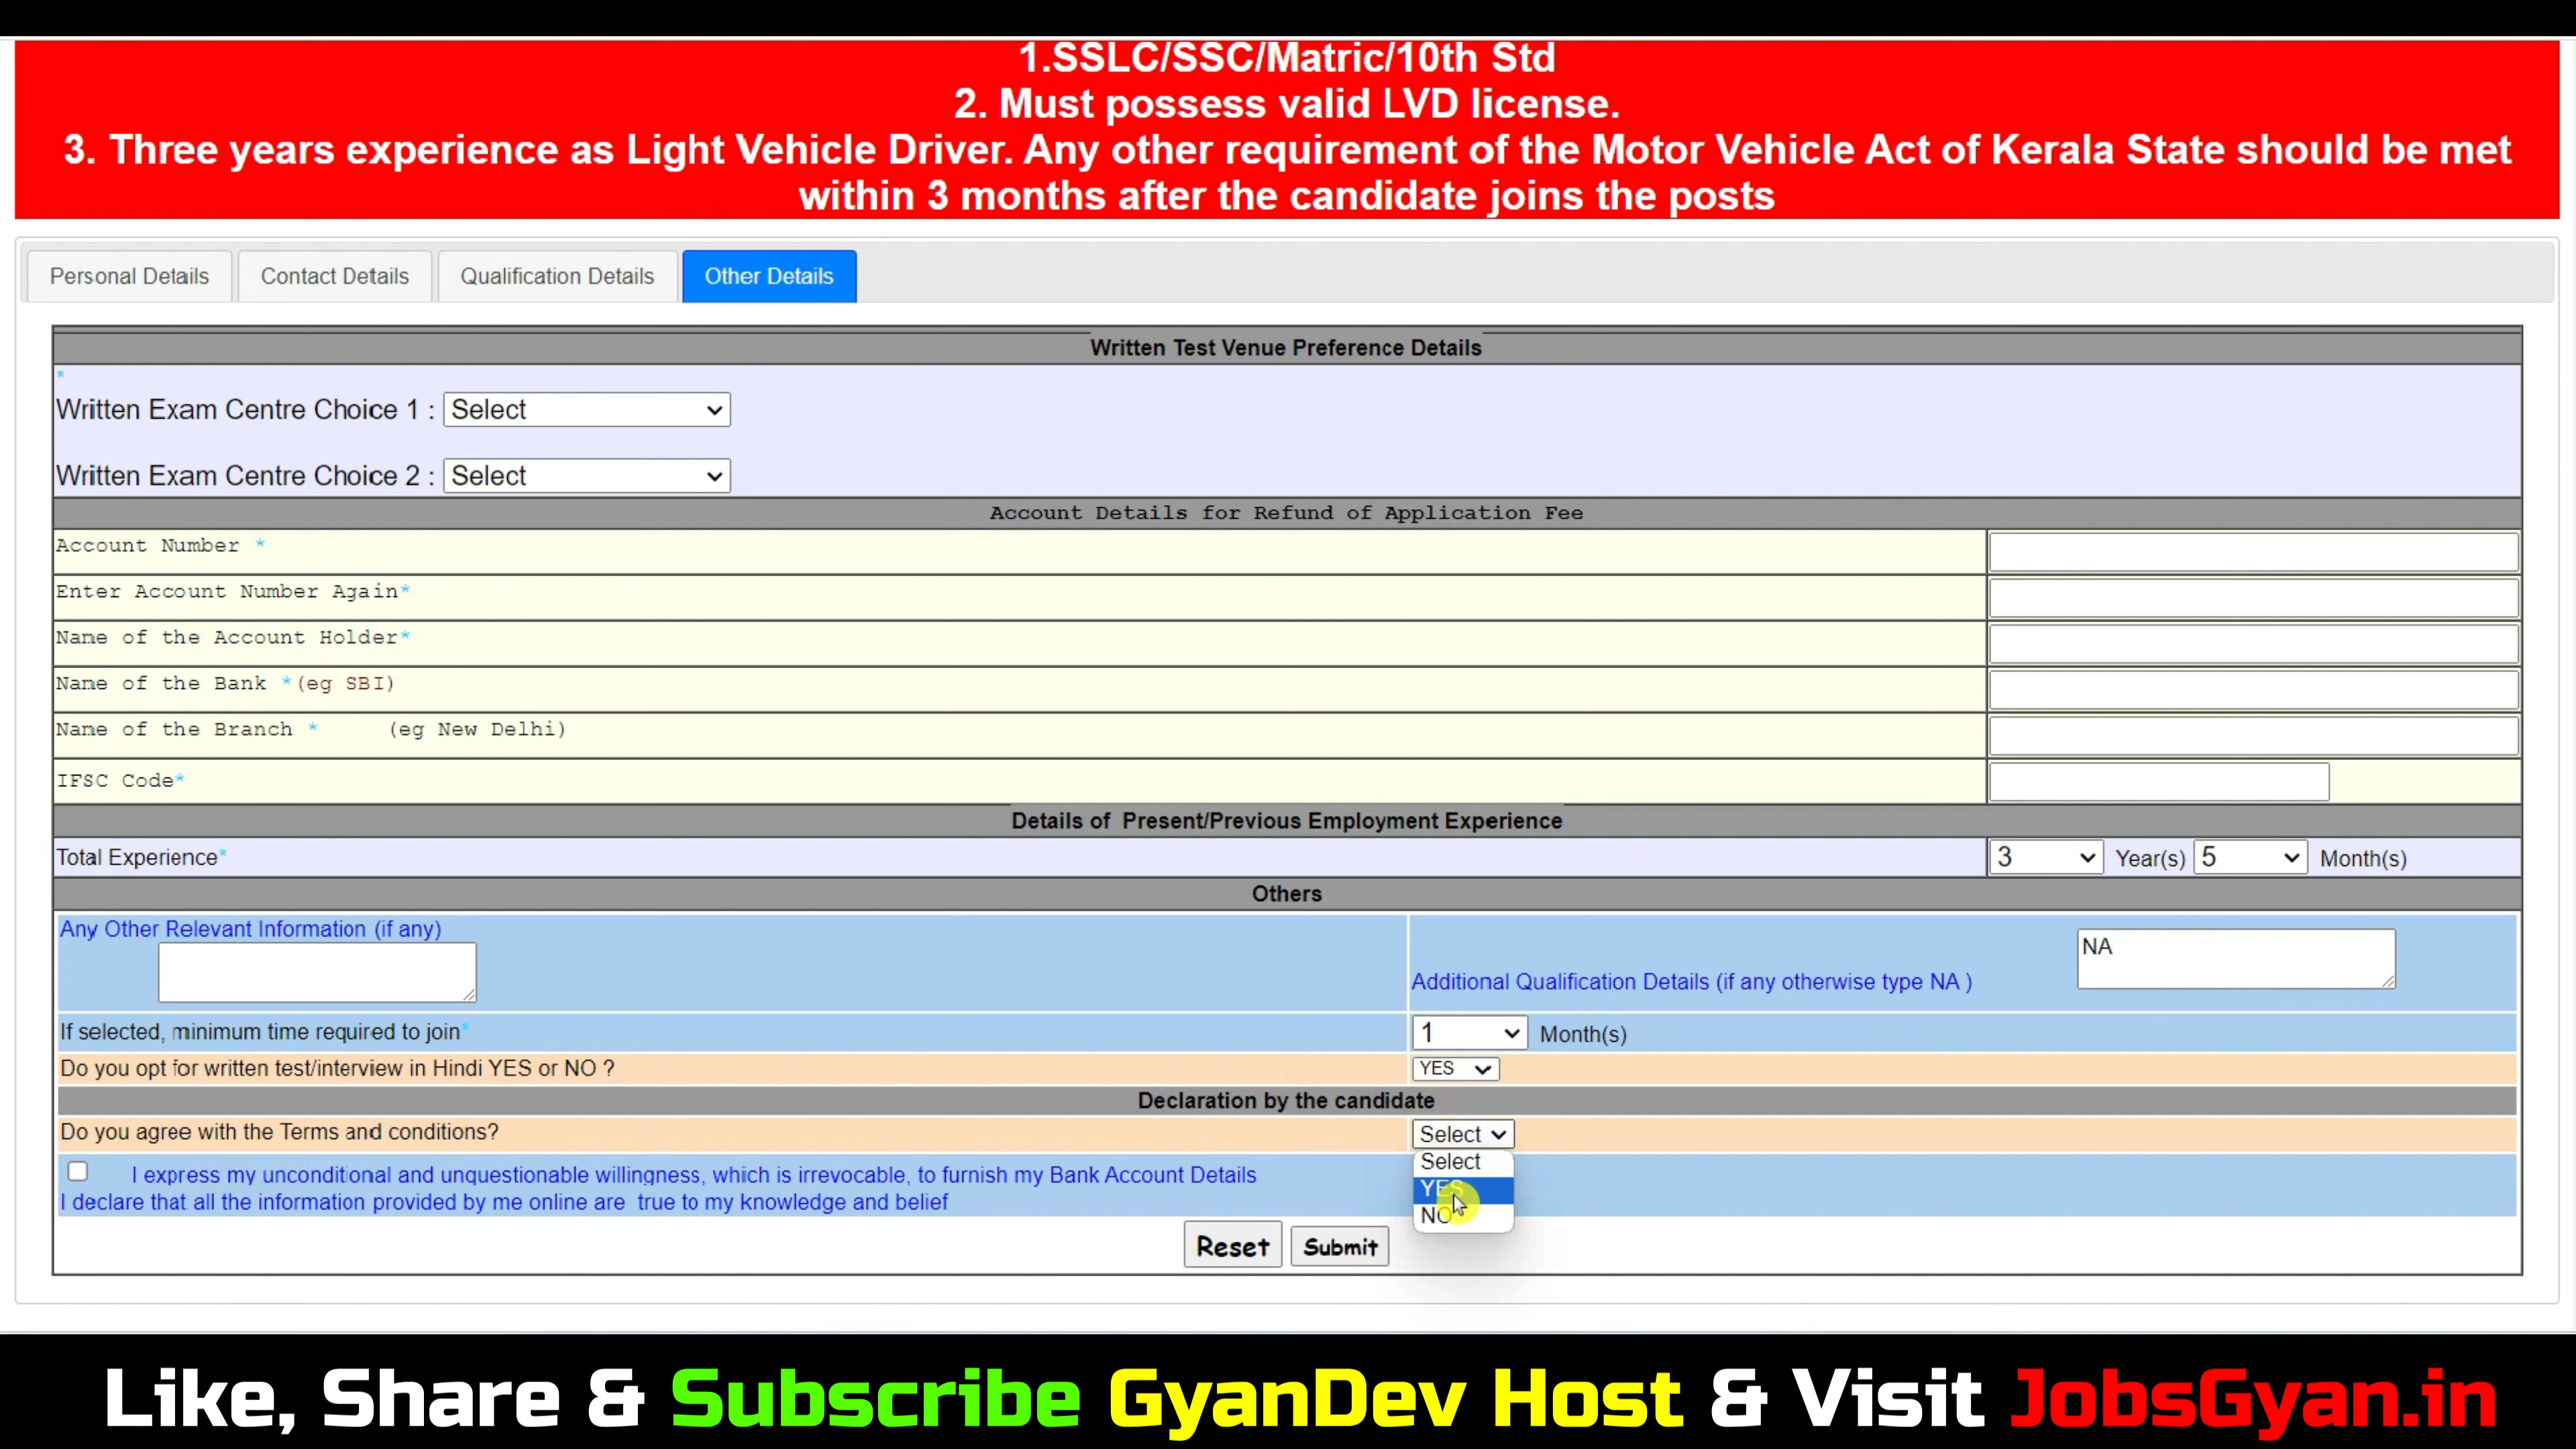 1.SSLC/SSC/Matric/10th Std
2. Must possess valid LVD license.
3. Three years experience as Light Vehicle Driver. Any other requirement of the Motor Vehicle Act of Kerala State should be met
within 3 months after the candidate joins the posts
Personal Details Contact Details Qualification Details Other Details
Written Test Venue Preference Details
*
Written Exam Centre Choice 1 : Select
Written Exam Centre Choice 2 : Select
Account Details for Refund of Application Fee
Account Number *
Enter Account Number Again*
Name of the Account Holder*
Name of the Bank *(eg SBI)
Name of the Branch * (eg New Delhi)
IFSC Code*
Details of Present/Previous Employment Experience
Total Experience* 3 Year(s) 5 Month(s)
Others
Any Other Relevant Information (if any)
NA
Additional Qualification Details (if any otherwise type NA )
If selected, minimum time required to join* 1 Month(s)
Do you opt for written test/interview in Hindi YES or NO ? YES
Declaration by the candidate
Do you agree with the Terms and conditions? Select
Select
I express my unconditional and unquestionable willingness, which is irrevocable, to furnish my Bank Account Details
YES
I declare that all the information provided by me online are true to my knowledge and belief
NO
Reset Submit
Like, Share & Subscribe GyanDev Host & Visit JobsGyan.in